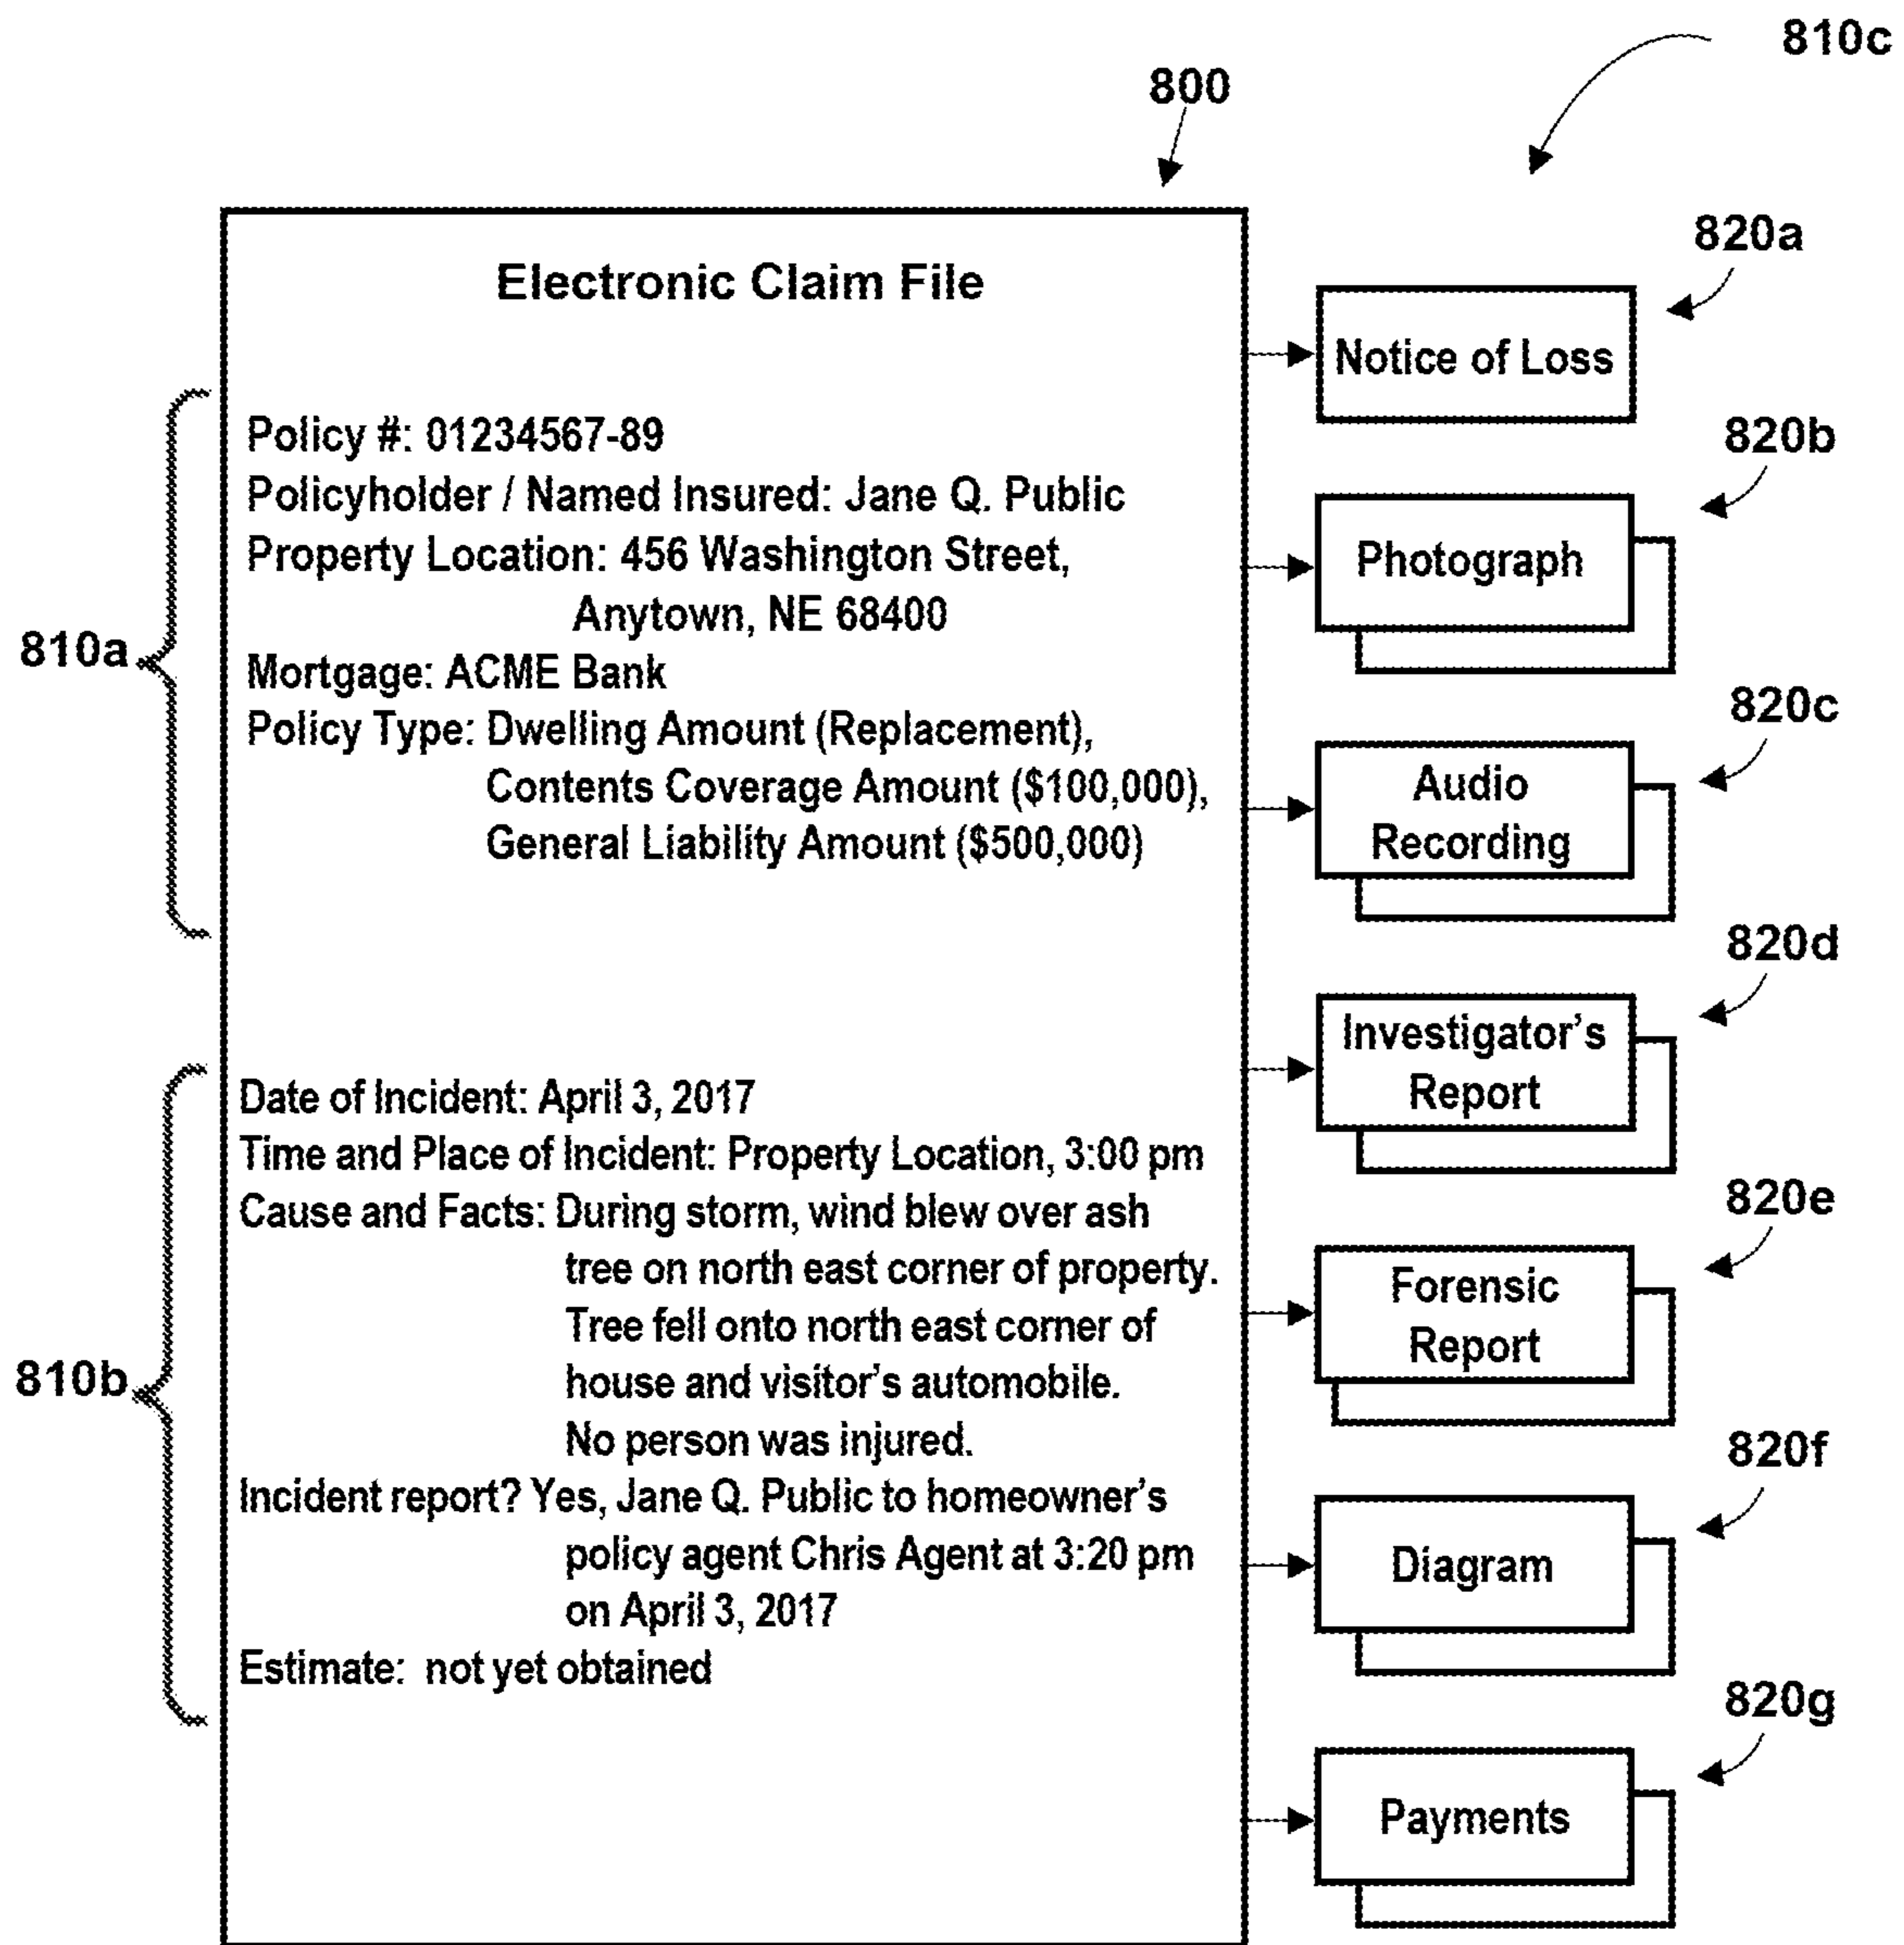 810c
800
820a
Electronic Claim File
Notice of Loss
Policy #: 01234567-89
820b
Policyholder / Named Insured: Jane Q. Public
Property Location: 456 Washington Street,
Photograph
Anytown, NE 68400
810a
Mortgage: ACME Bank
820c
Policy Type: Dwelling Amount (Replacement),
Contents Coverage Amount ($100,000),
General Liability Amount ($500,000)
Audio
Recording
820d
Investigator's
Report
Date of Incident: April 3, 2017
Time and Place of Incident: Property Location, 3:00 pm
820e
Cause and Facts: During storm, wind blew over ash
tree on north east corner of property.
Tree fell onto north east corner of
house and visitor's automobile.
No person was injured.
Forensic
Report
810b
820f
Incident report? Yes, Jane Q. Public to homeowner's
policy agent Chris Agent at 3:20 pm
on April 3, 2017
Diagram
Estimate: not yet obtained
820g
Payments